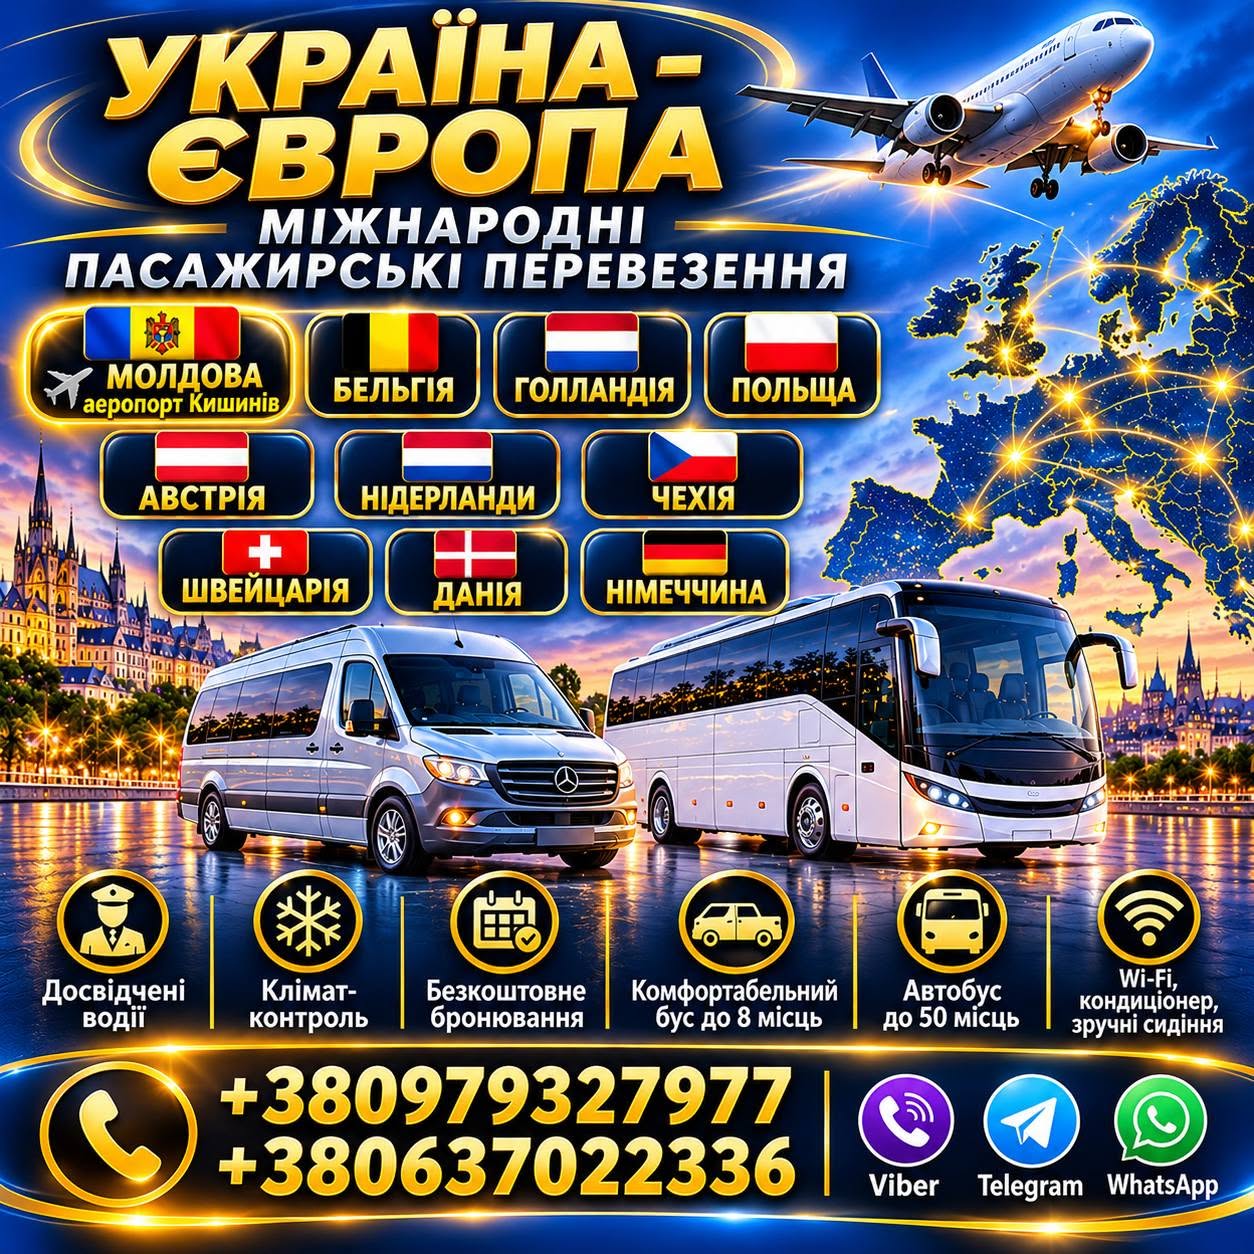 УКРАЇНА -
ЄВРОПА
МІЖНАРОДНІ
ПАСАЖИРСЬКІ ПЕРЕВЕЗЕННЯ
МОЛДОВА
аеропорт Кишинів
БЕЛЬГІЯ
ГОЛЛАНДІЯ
ПОЛЬЩА
АВСТРІЯ
НІДЕРЛАНДИ
ЧЕХІЯ
ШВЕЙЦАРІЯ
ДАНІЯ
НІМЕЧЧИНА
Досвідчені
водії
Клімат-
контроль
Безкоштовне
бронювання
Комфортабельний
бус до 8 місць
Автобус
до 50 місць
Wi-Fi,
кондиціонер,
зручні сидіння
+380979327977
+380637022336
Viber
Telegram
WhatsApp